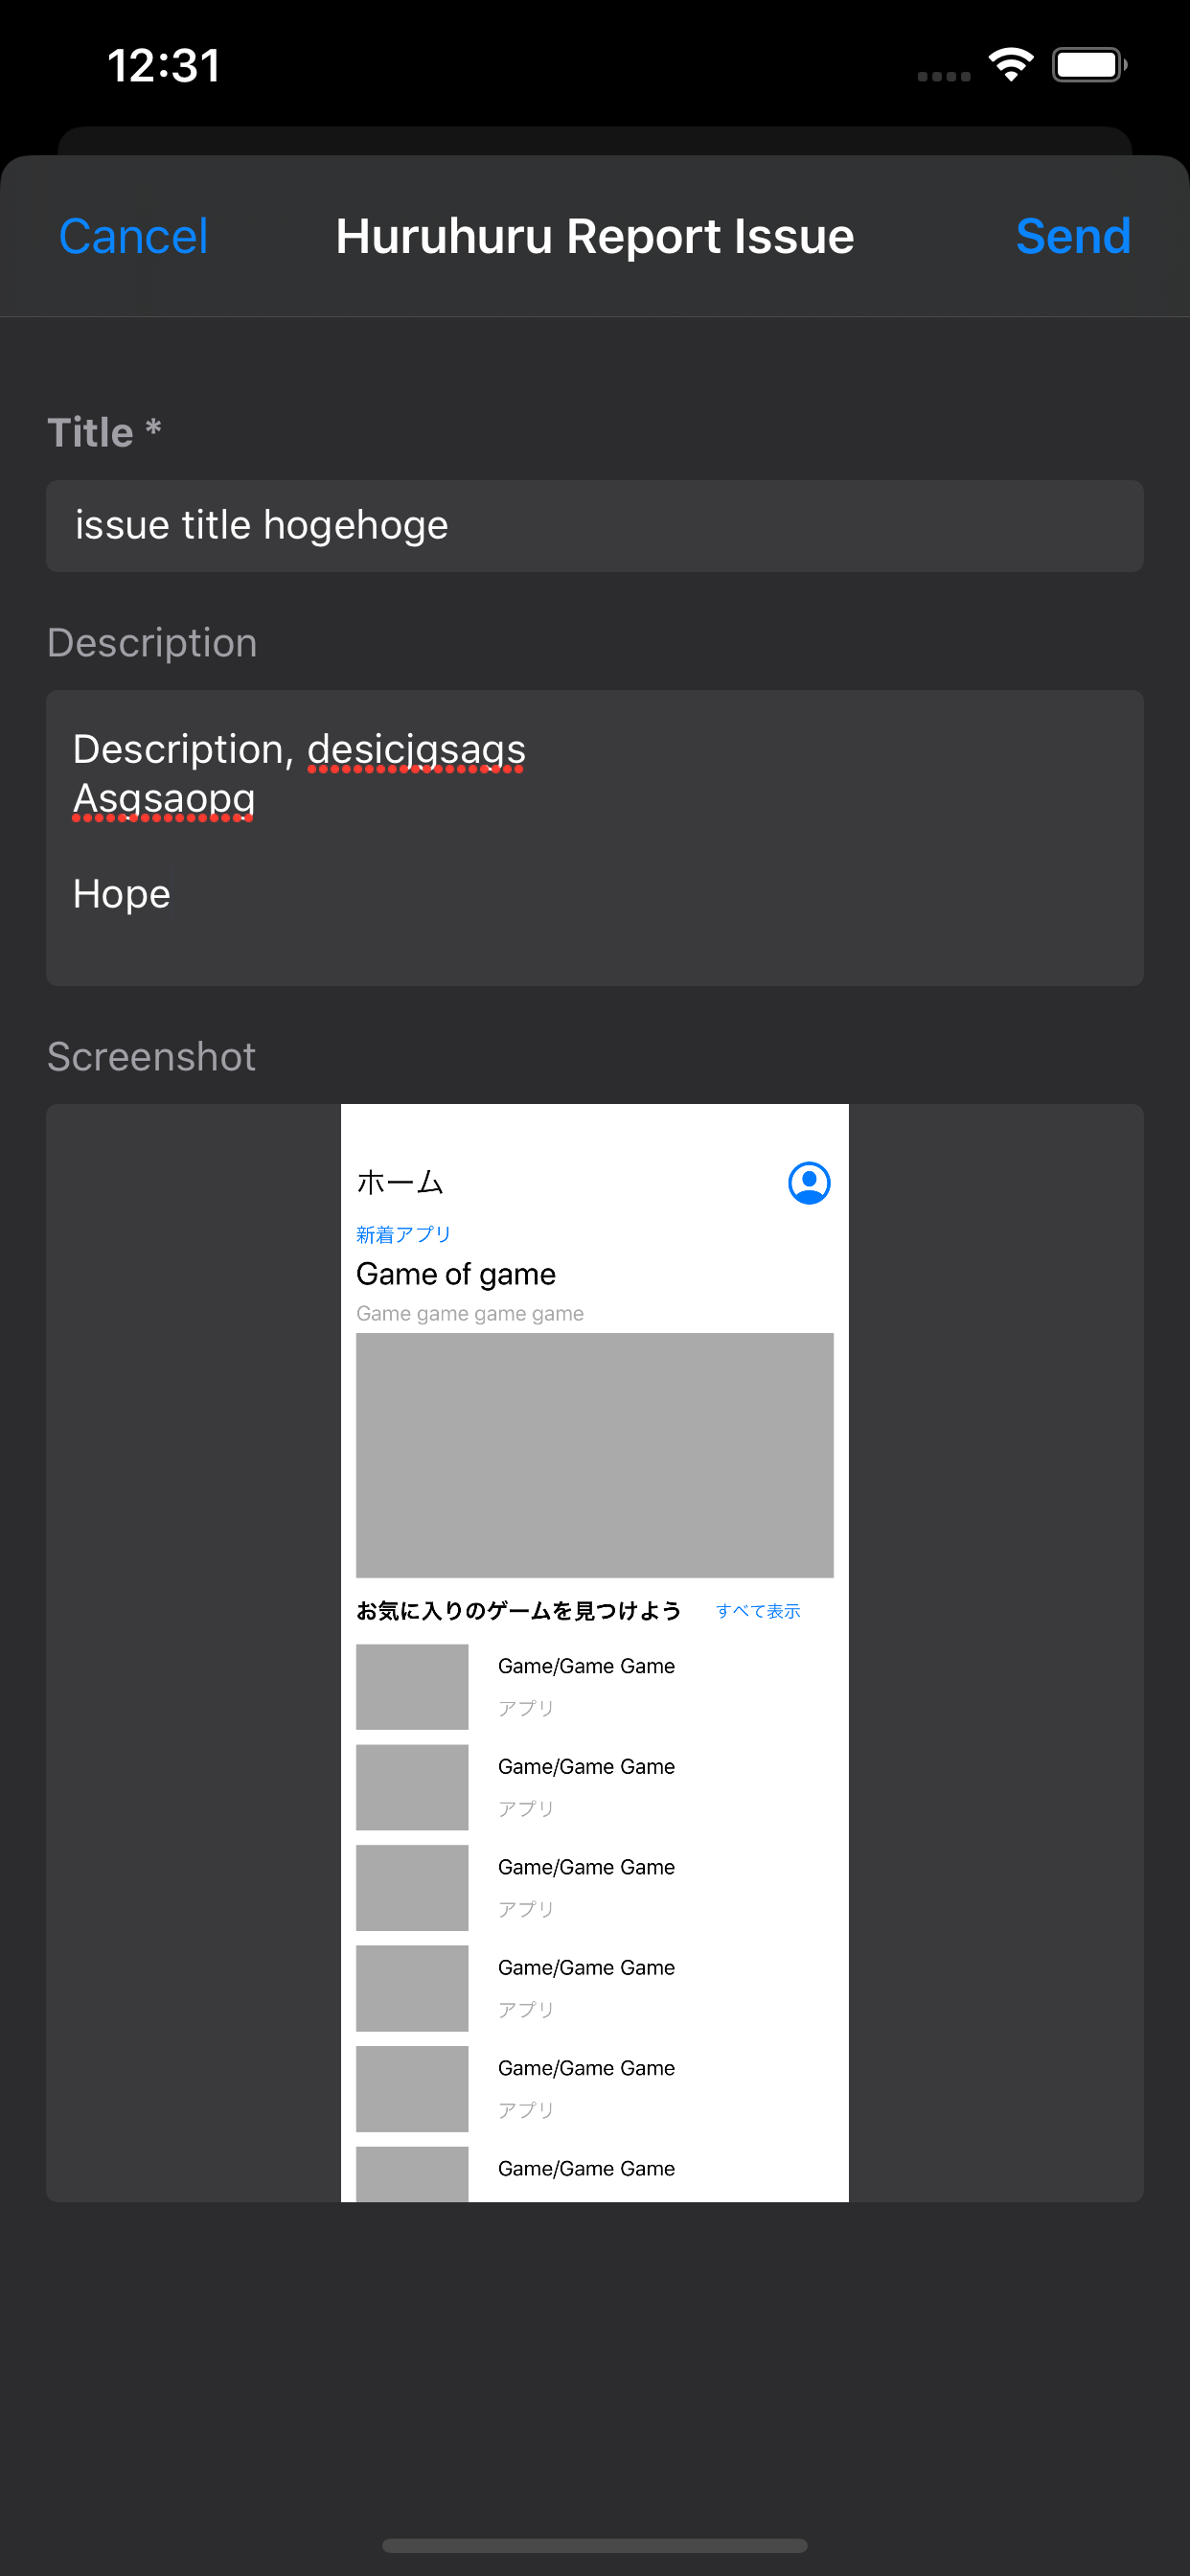 12:31
Cancel Huruhuru Report Issue Send
Title *
issue title hogehoge
Description
Description, desicjgsags
Asgsaopg
Hope
Screenshot
ホーム
新着アプリ
Game of game
Game game game game
お気に入りのゲームを見つけよう すべて表示
Game/Game Game
アプリ
Game/Game Game
アプリ
Game/Game Game
アプリ
Game/Game Game
アプリ
Game/Game Game
アプリ
Game/Game Game